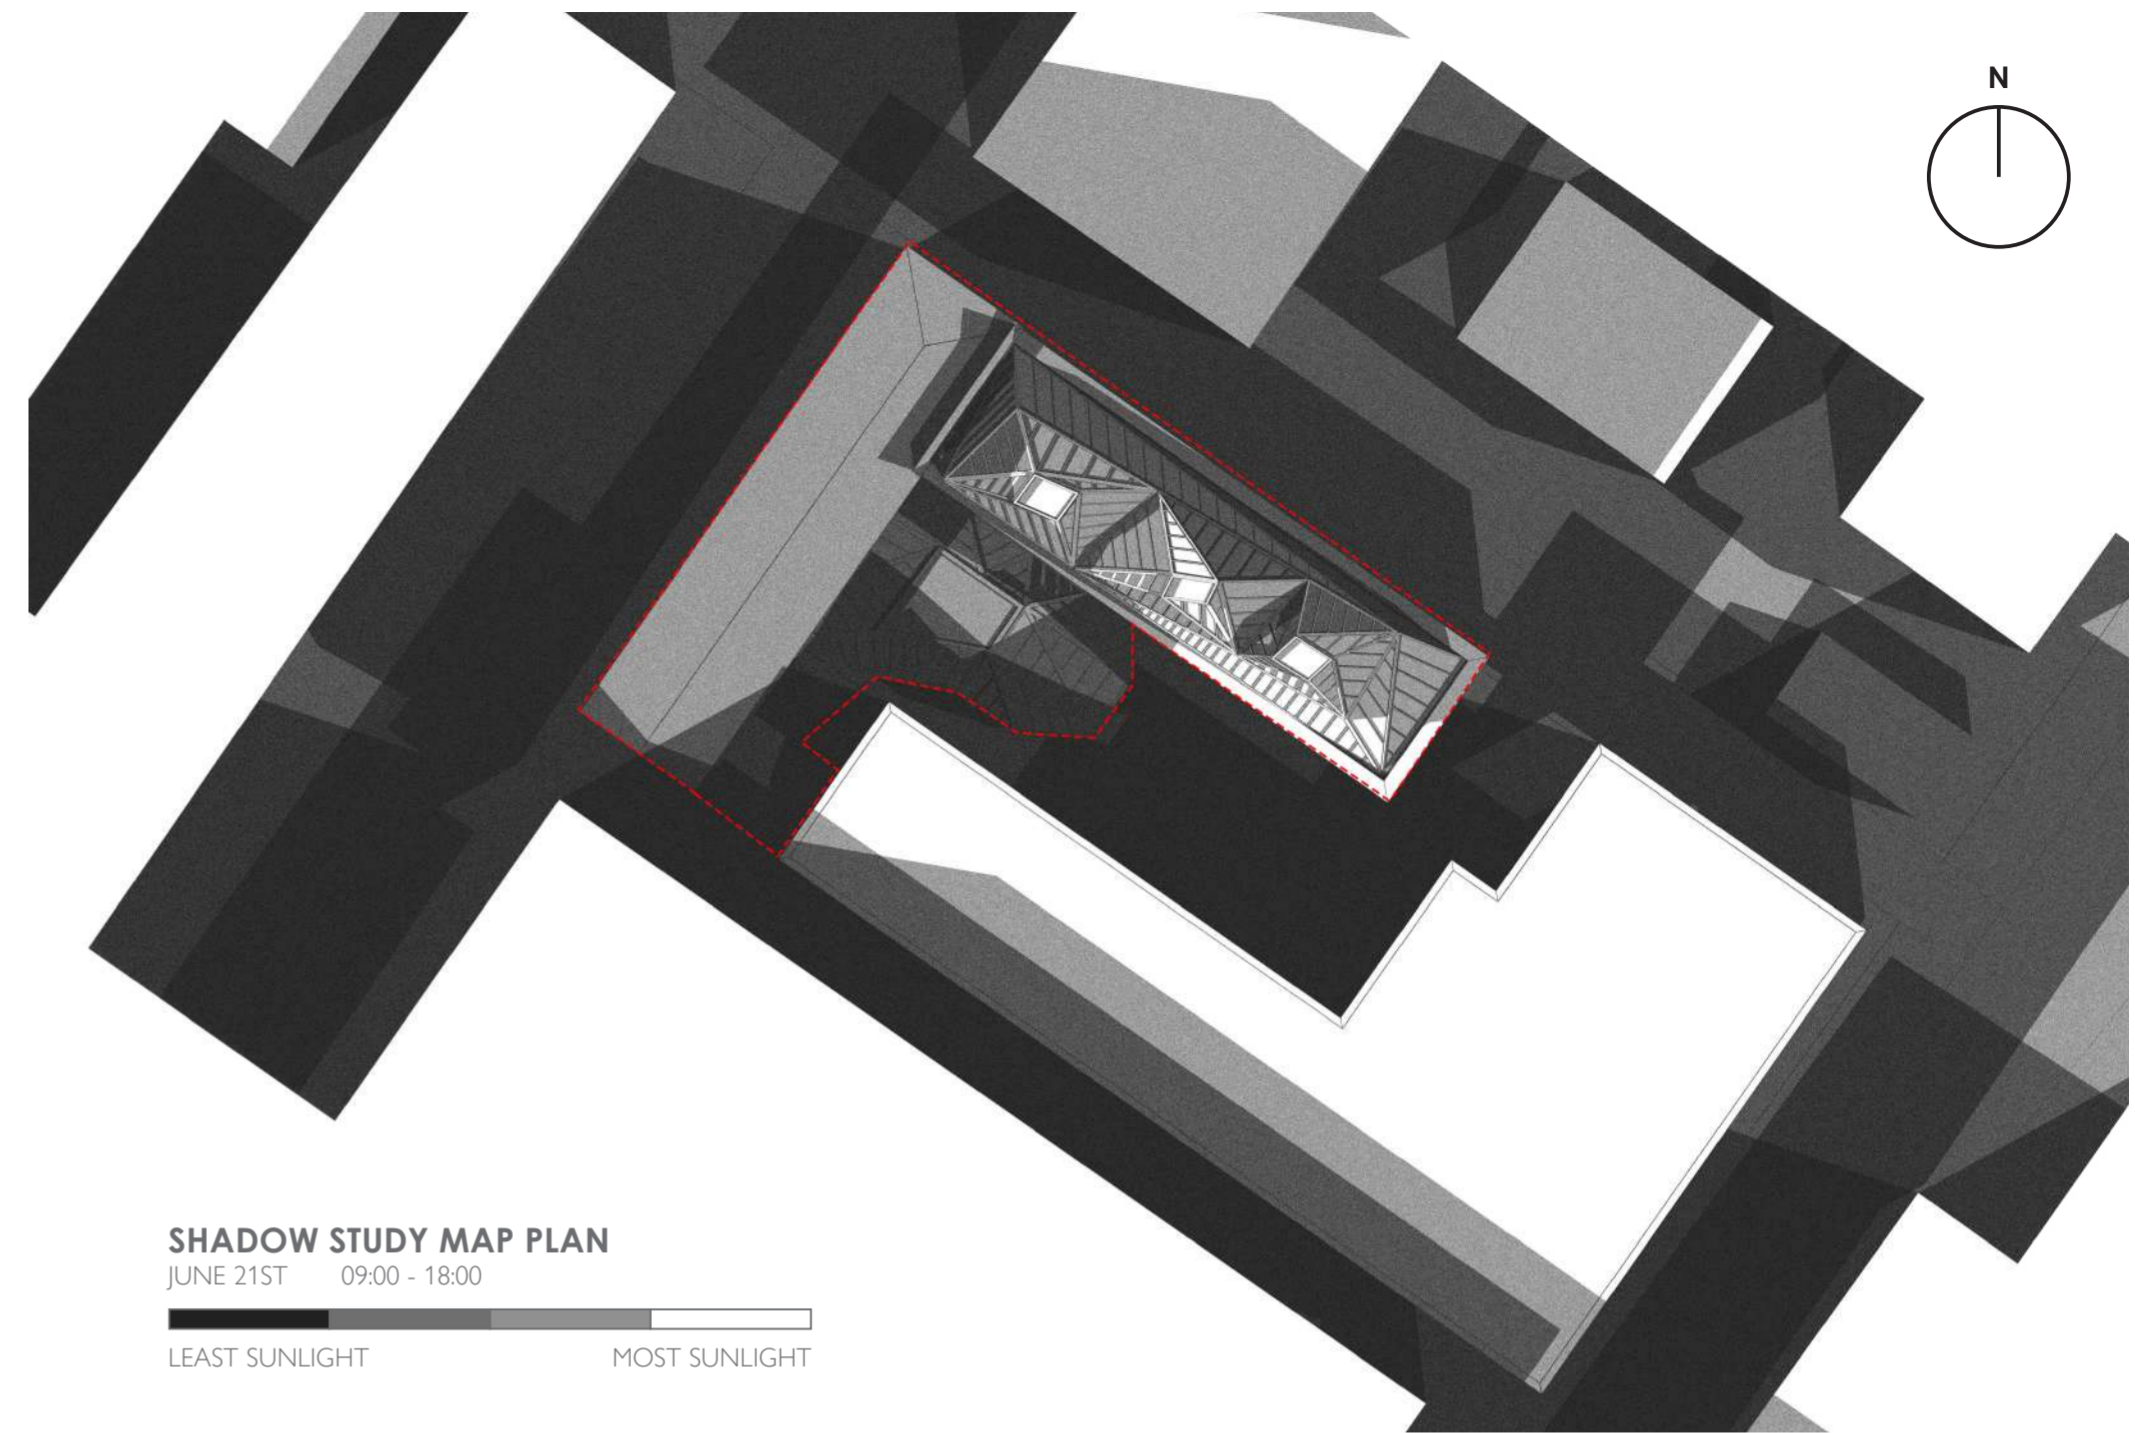 N
SHADOW STUDY MAP PLAN
JUNE 21ST 09:00 - 18:00
LEAST SUNLIGHT MOST SUNLIGHT